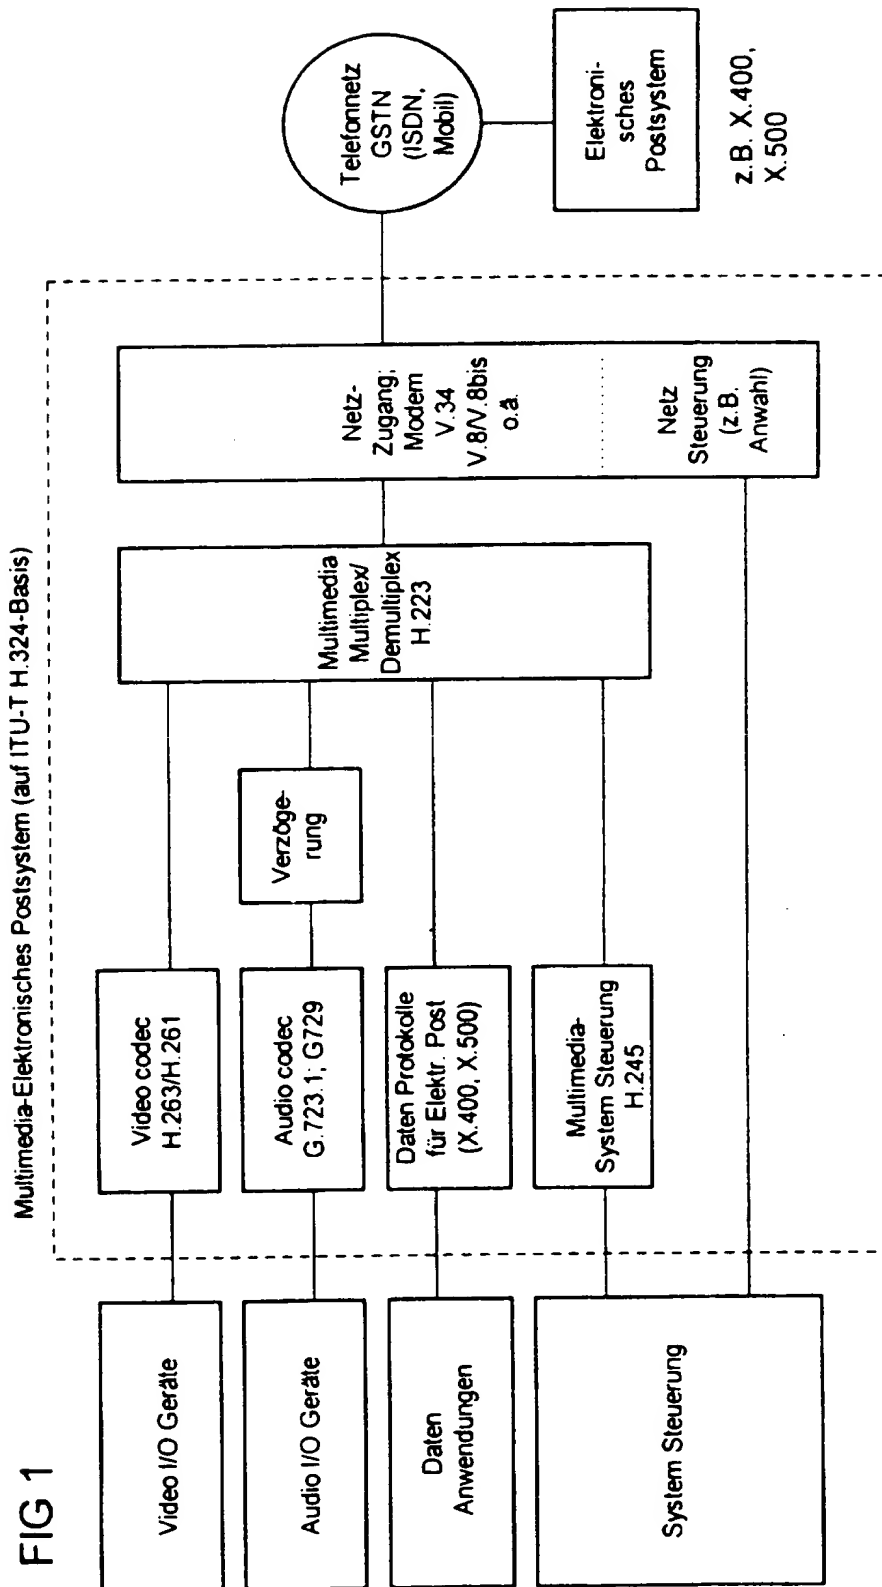 FIG 1
Multimedia-Elektronisches Postsystem (auf ITU-T H.324-Basis)
Video I/O Geräte
Audio I/O Geräte
Daten
Anwendungen
System Steuerung
Video codec
H.263/H.261
Audio codec
G.723.1; G729
Daten Protokolle
für Elektr. Post
(X.400, X.500)
Multimedia-
System Steuerung
H.245
Verzöge-
rung
Multimedia
Multiplex/
Demultiplex
H.223
Netz-
Zugang;
Modem
V.34
V.8/V.8bis
o.ä.
Netz
Steuerung
(z.B.
Anwahl)
Telefonnetz
GSTN
(ISDN,
Mobil)
Elektroni-
sches
Postsystem
z.B. X.400,
X.500